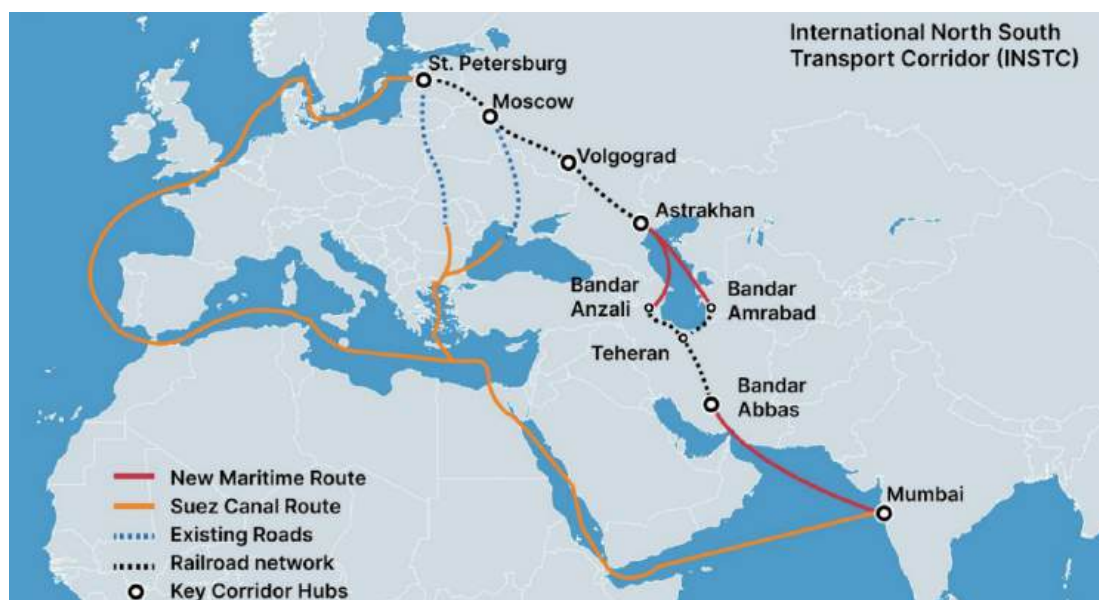 International North South
Transport Corridor (INSTC)
St. Petersburg
Moscow
Volgograd
Astrakhan
Bandar
Anzali
Bandar
Amrabad
Teheran
Bandar
Abbas
Mumbai
New Maritime Route
Suez Canal Route
Existing Roads
Railroad network
Key Corridor Hubs